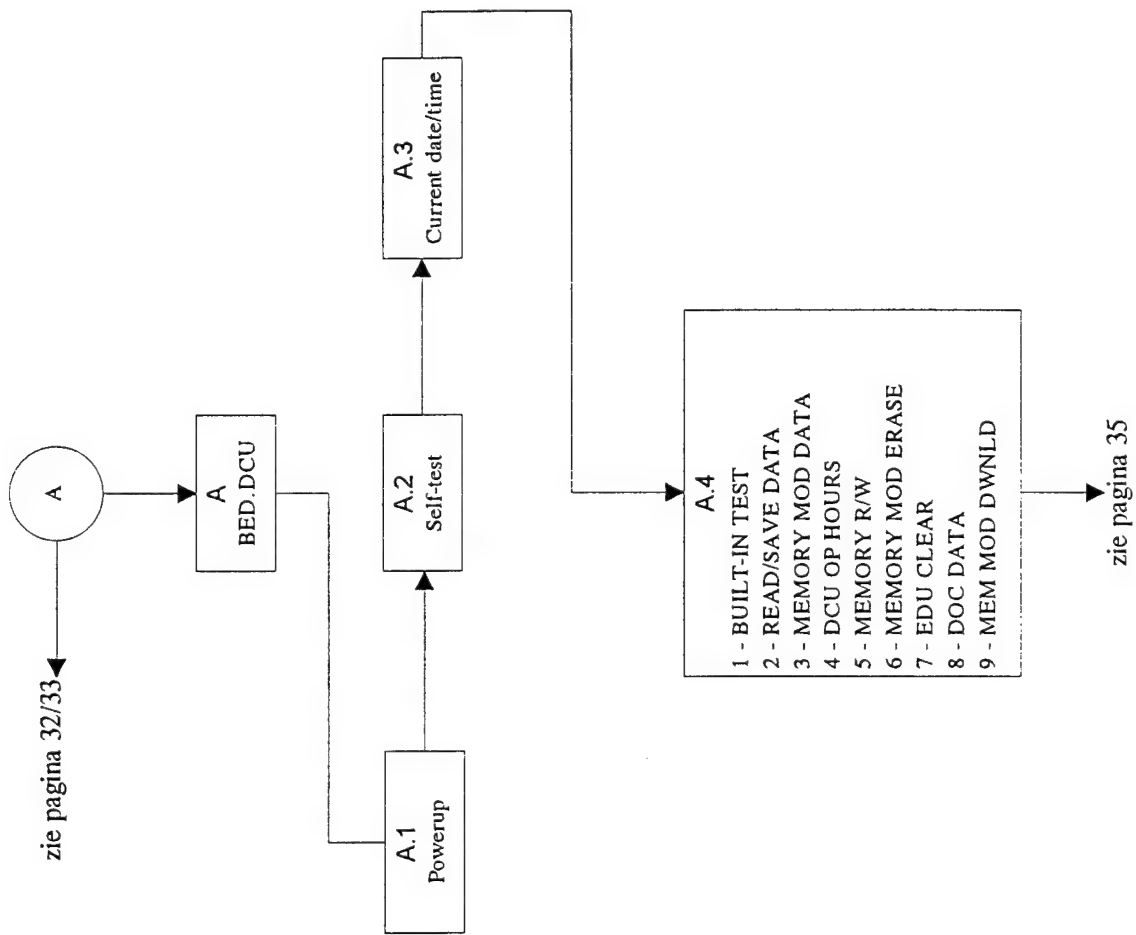 zie pagina 32/33
A
A
BED.DCU
A.1
Powerup
A.2
Self-test
A.3
Current date/time
A.4
1 - BUILT-IN TEST
2 - READ/SAVE DATA
3 - MEMORY MOD DATA
4 - DCU OP HOURS
5 - MEMORY R/W
6 - MEMORY MOD ERASE
7 - EDU CLEAR
8 - DOC DATA
9 - MEM MOD DWNLD
zie pagina 35